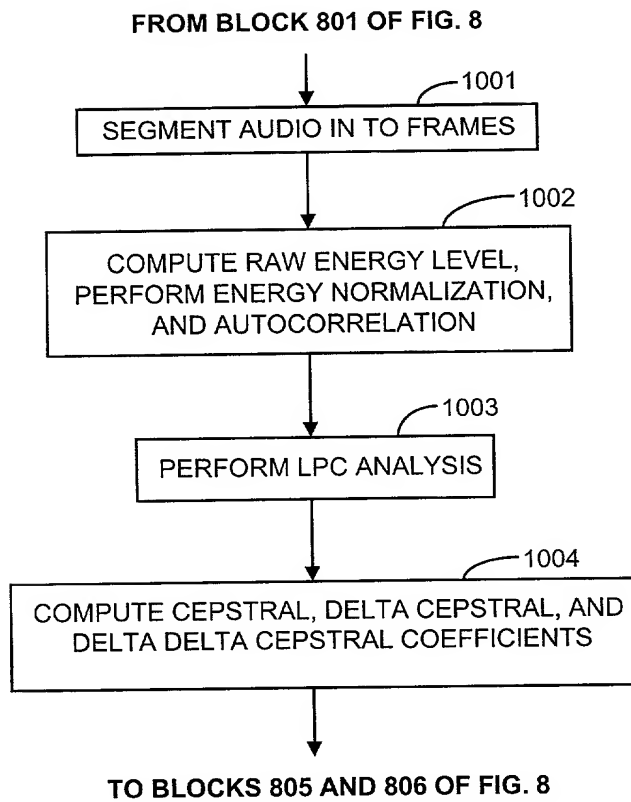 FROM BLOCK 801 OF FIG. 8
1001
SEGMENT AUDIO IN TO FRAMES
1002
COMPUTE RAW ENERGY LEVEL,
PERFORM ENERGY NORMALIZATION,
AND AUTOCORRELATION
1003
PERFORM LPC ANALYSIS
1004
COMPUTE CEPSTRAL, DELTA CEPSTRAL, AND
DELTA DELTA CEPSTRAL COEFFICIENTS
TO BLOCKS 805 AND 806 OF FIG. 8